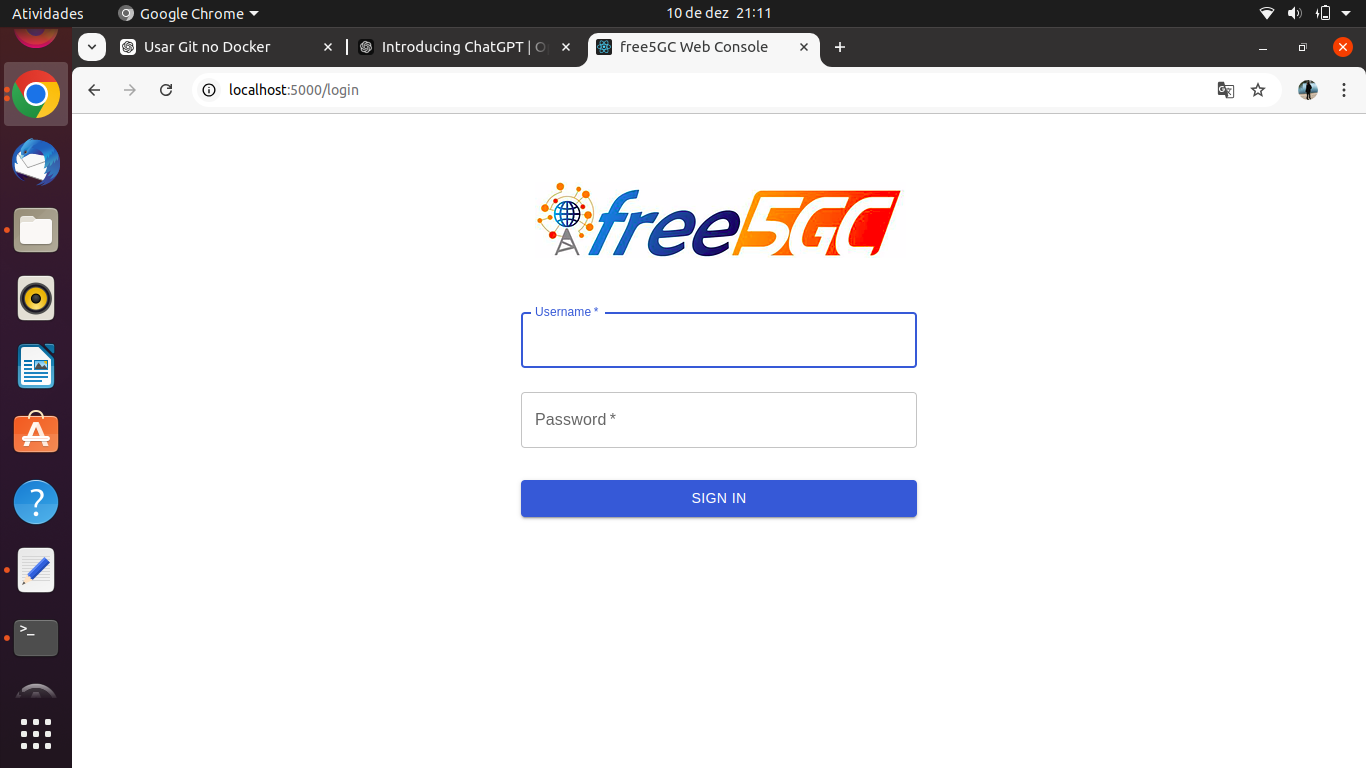 Atividades
Google Chrome
10 de dez 21:11
Usar Git no Docker
Introducing ChatGPT | O
free5GC Web Console
localhost:5000/login
free5GC
Username *
Password *
SIGN IN